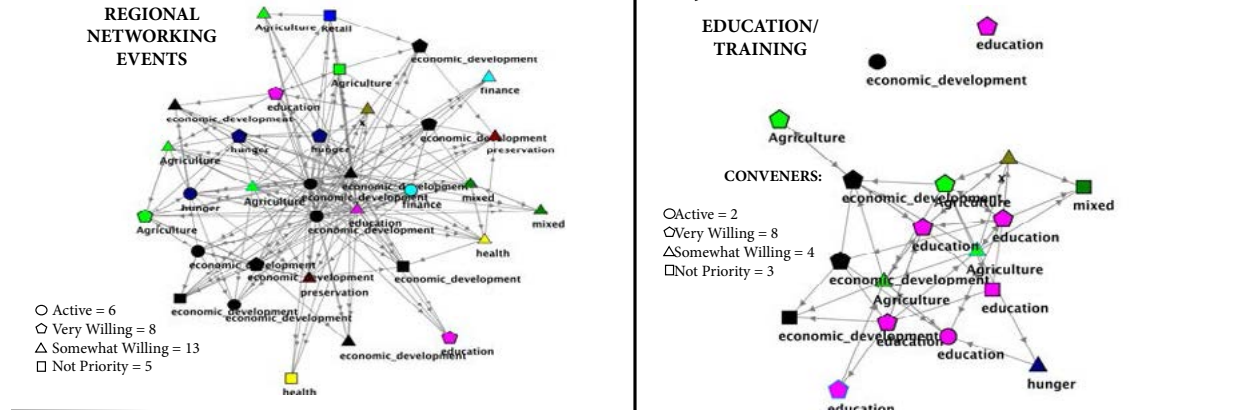 REGIONAL
NETWORKING
EVENTS
Agriculture
Retail
economic_development
Agriculture
finance
education
economic_development
x
economic_development
hunger
hunger
preservation
Agriculture
economic_development
mixed
hunger
Agriculture
economic_development
finance
mixed
Agriculture
education
economic_development
health
economic_development
economic_development
economic_development
preservation
economic_development
economic_development
economic_development
education
health
Active = 6
Very Willing = 8
Somewhat Willing = 13
Not Priority = 5
EDUCATION/
TRAINING
education
economic_development
Agriculture
CONVENERS:
Active = 2
Very Willing = 8
Somewhat Willing = 4
Not Priority = 3
x
economic_development
Agriculture
mixed
education
education
Agriculture
economic_development
Agriculture
education
economic_development
education
education
hunger
education